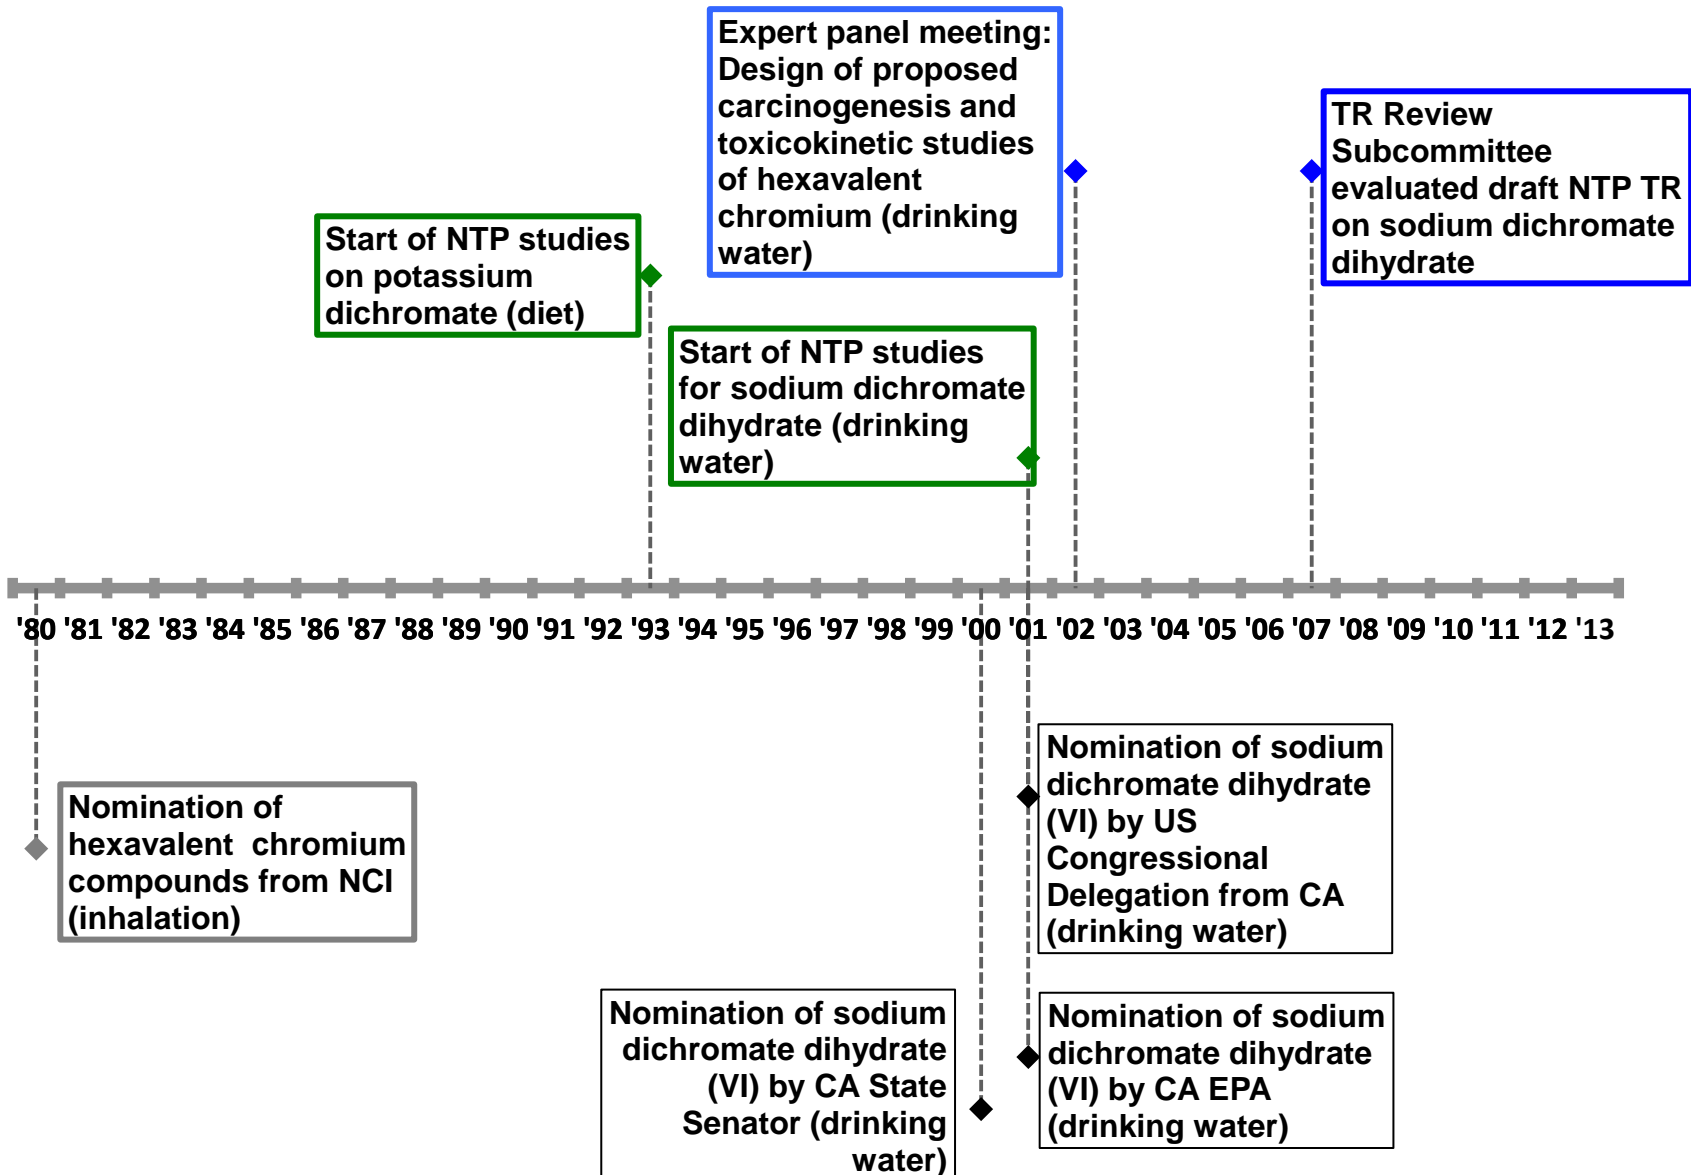 Expert panel meeting:
Design of proposed
carcinogenesis and
toxicokinetic studies
of hexavalent
chromium (drinking
water)
TR Review
Subcommittee
evaluated draft NTP TR
on sodium dichromate
dihydrate
Start of NTP studies
on potassium
dichromate (diet)
Start of NTP studies
for sodium dichromate
dihydrate (drinking
water)
'80 '81 '82 '83 '84 '85 '86 '87 '88 '89 '90 '91 '92 '93 '94 '95 '96 '97 '98 '99 '00 '01 '02 '03 '04 '05 '06 '07 '08 '09 '10 '11 '12 '13
Nomination of
hexavalent chromium
compounds from NCI
(inhalation)
Nomination of sodium
dichromate dihydrate
(VI) by US
Congressional
Delegation from CA
(drinking water)
Nomination of sodium
dichromate dihydrate
(VI) by CA State
Senator (drinking
water)
Nomination of sodium
dichromate dihydrate
(VI) by CA EPA
(drinking water)